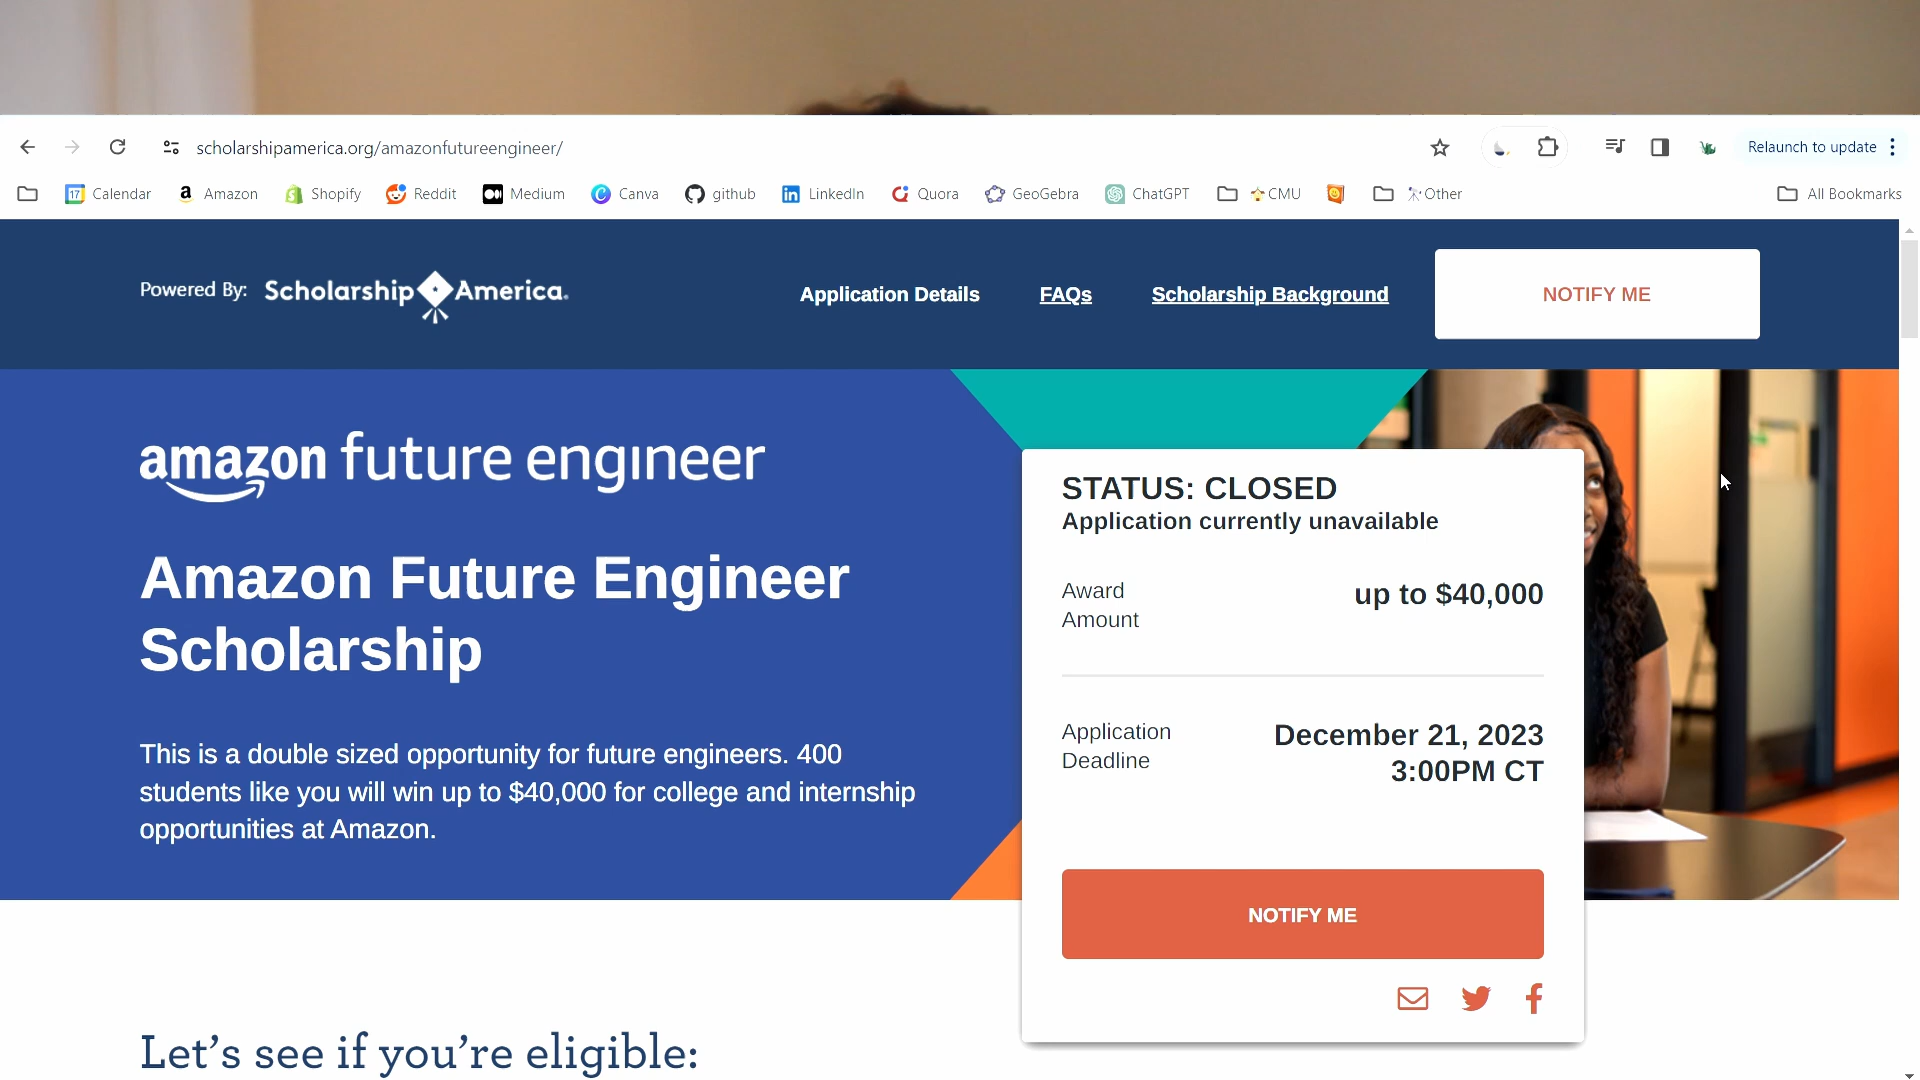 scholarshipamerica.org/amazonfutureengineer/
Relaunch to update
17 Calendar a Amazon Shopify Reddit Medium C Canva github in LinkedIn Quora GeoGebra ChatGPT CMU Other All Bookmarks
Powered By: Scholarship America
Application Details FAQs Scholarship Background NOTIFY ME
amazon future engineer
Amazon Future Engineer
Scholarship
This is a double sized opportunity for future engineers. 400
students like you will win up to $40,000 for college and internship
opportunities at Amazon.
STATUS: CLOSED
Application currently unavailable
Award
Amount
up to $40,000
Application
Deadline
December 21, 2023
3:00PM CT
NOTIFY ME
Let's see if you're eligible: